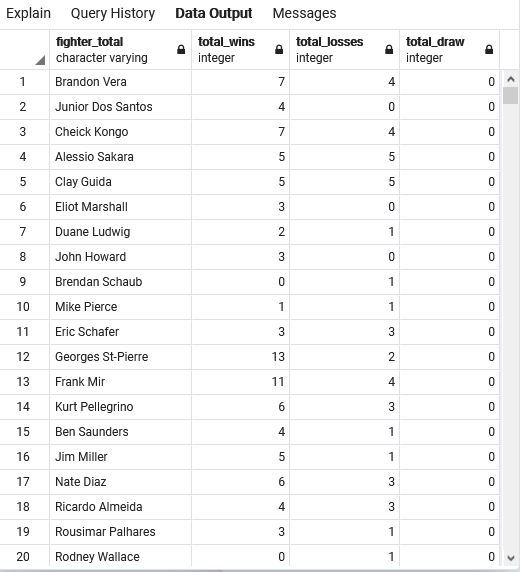 Explain Query History Data Output Messages
fighter_total total_wins total_losses total_draw
character varying integer integer integer
1 Brandon Vera 7 4 0
2 Junior Dos Santos 4 0 0
3 Cheick Kongo 7 4 0
4 Alessio Sakara 5 5 0
5 Clay Guida 5 5 0
6 Eliot Marshall 3 0 0
7 Duane Ludwig 2 1 0
8 John Howard 3 0 0
9 Brendan Schaub 0 1 0
10 Mike Pierce 1 1 0
11 Eric Schafer 3 3 0
12 Georges St-Pierre 13 2 0
13 Frank Mir 11 4 0
14 Kurt Pellegrino 6 3 0
15 Ben Saunders 4 1 0
16 Jim Miller 5 1 0
17 Nate Diaz 6 3 0
18 Ricardo Almeida 4 3 0
19 Rousimar Palhares 3 1 0
20 Rodney Wallace 0 1 0